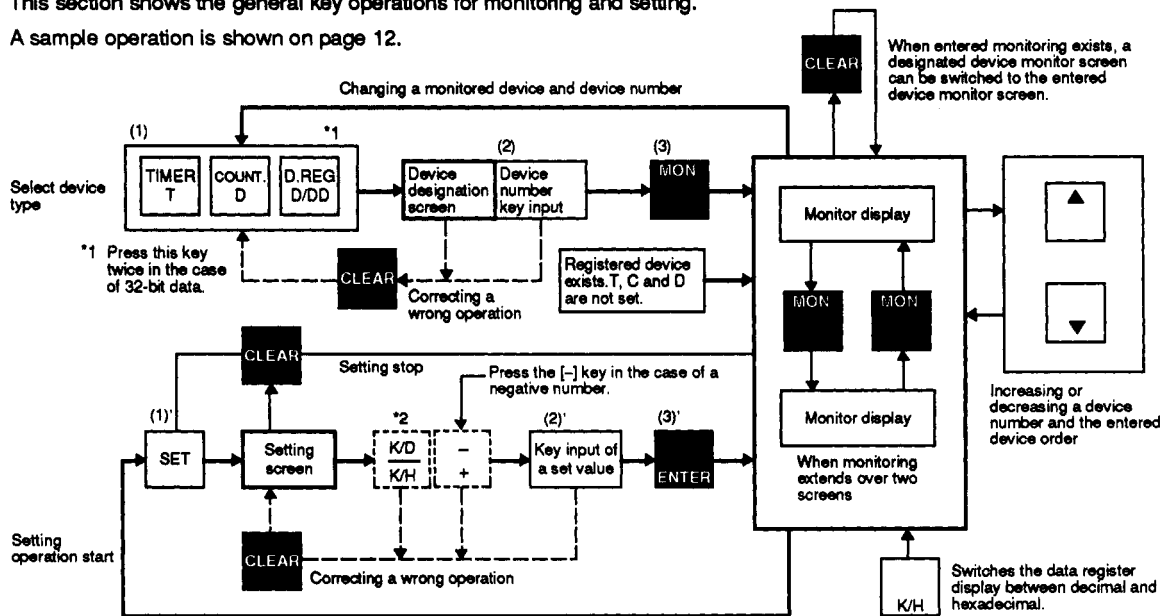 This section shows the general key operations for monitoring and setting.
A sample operation is shown on page 12.
CLEAR
When entered monitoring exists, a
designated device monitor screen
can be switched to the entered
device monitor screen.
Changing a monitored device and device number
(1)
*1
Select device
type
TIMER
T
COUNT.
D
D.REG
D/DD
Device
designation
screen
(2)
Device
number
key input
(3)
MON
*1 Press this key
twice in the case
of 32-bit data.
CLEAR
Correcting a
wrong operation
Registered device
exists.T, C and D
are not set.
Monitor display
MON
MON
Monitor display
When monitoring
extends over two
screens
▲
▼
Increasing or
decreasing a device
number and the entered
device order
CLEAR
Setting stop
Press the [–] key in the case of a
negative number.
(1)'
SET
Setting
screen
*2
K/D
K/H
–
+
(2)'
Key input of
a set value
(3)'
ENTER
Setting
operation start
CLEAR
Correcting a wrong operation
K/H
Switches the data register
display between decimal and
hexadecimal.